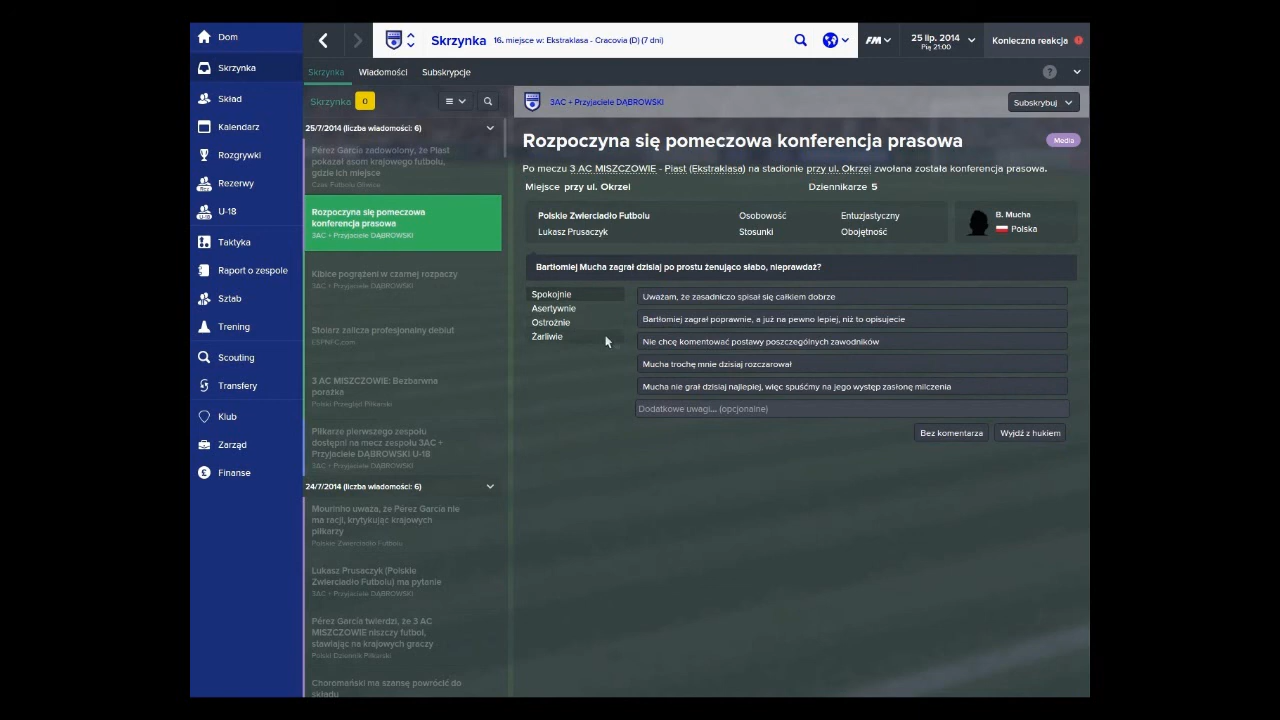 Dom
Skrzynka
Skład
Kalendarz
Rozgrywki
Rezerwy
U-18
Taktyka
Raport o zespole
Sztab
Trening
Scouting
Transfery
Klub
Zarząd
Finanse
Skrzynka
16. miejsce w: Ekstraklasa - Cracovia (D) (7 dni)
FM
25 lip. 2014
Pią 21:00
Konieczna reakcja
Skrzynka Wiadomości Subskrypcje
Skrzynka 0
25/7/2014 (liczba wiadomości: 6)
Pérez García zadowolony, że Piast
pokazał asom krajowego futbolu,
gdzie ich miejsce
Czas Futbolu Gliwice
Rozpoczyna się pomeczowa
konferencja prasowa
3AC + Przyjaciele DĄBROWSKI
Kibice pogrążeni w czarnej rozpaczy
3AC + Przyjaciele DĄBROWSKI
Stolarz zalicza profesjonalny debiut
ESPNFC.com
3 AC MISZCZOWIE: Bezbarwna
porażka
Polski Przegląd Piłkarski
Piłkarze pierwszego zespołu
dostępni na mecz zespołu 3AC +
Przyjaciele DĄBROWSKI U-18
3AC + Przyjaciele DĄBROWSKI
24/7/2014 (liczba wiadomości: 6)
Mourinho uważa, że Pérez García nie
ma racji, krytykując krajowych
piłkarzy
Polskie Zwierciadło Futbolu
Lukasz Prusaczyk (Polskie
Zwierciadło Futbolu) ma pytanie
3AC + Przyjaciele DĄBROWSKI
Pérez García twierdzi, że 3 AC
MISZCZOWIE niszczy futbol,
stawiając na krajowych graczy
Polski Dziennik Piłkarski
Choromański ma szansę powrócić do
składu
3AC + Przyjaciele DĄBROWSKI
Subskrybuj
Rozpoczyna się pomeczowa konferencja prasowa
Media
Po meczu 3 AC MISZCZOWIE - Piast (Ekstraklasa) na stadionie przy ul. Okrzei zwołana została konferencja prasowa.
Miejsce przy ul. Okrzei Dziennikarze 5
Polskie Zwierciadło Futbolu Osobowość Entuzjastyczny
Lukasz Prusaczyk Stosunki Obojętność
B. Mucha
Polska
Bartłomiej Mucha zagrał dzisiaj po prostu żenująco słabo, nieprawdaż?
Spokojnie
Asertywnie
Ostrożnie
Żarliwie
Uważam, że zasadniczo spisał się całkiem dobrze
Bartłomiej zagrał poprawnie, a już na pewno lepiej, niż to opisujecie
Nie chcę komentować postawy poszczególnych zawodników
Mucha trochę mnie dzisiaj rozczarował
Mucha nie grał dzisiaj najlepiej, więc spuśćmy na jego występ zasłonę milczenia
Dodatkowe uwagi... (opcjonalne)
Bez komentarza Wyjdź z hukiem